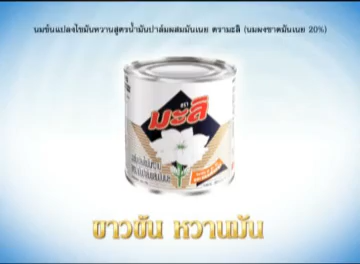 นมข้นแปลงไขมันหวานสูตรน้ำมันปาล์มผสมมันเนย ตรามะลิ (นมผงขาดมันเนย 20%)
ตรา
มะลิ
ขาวข้น หวานมัน